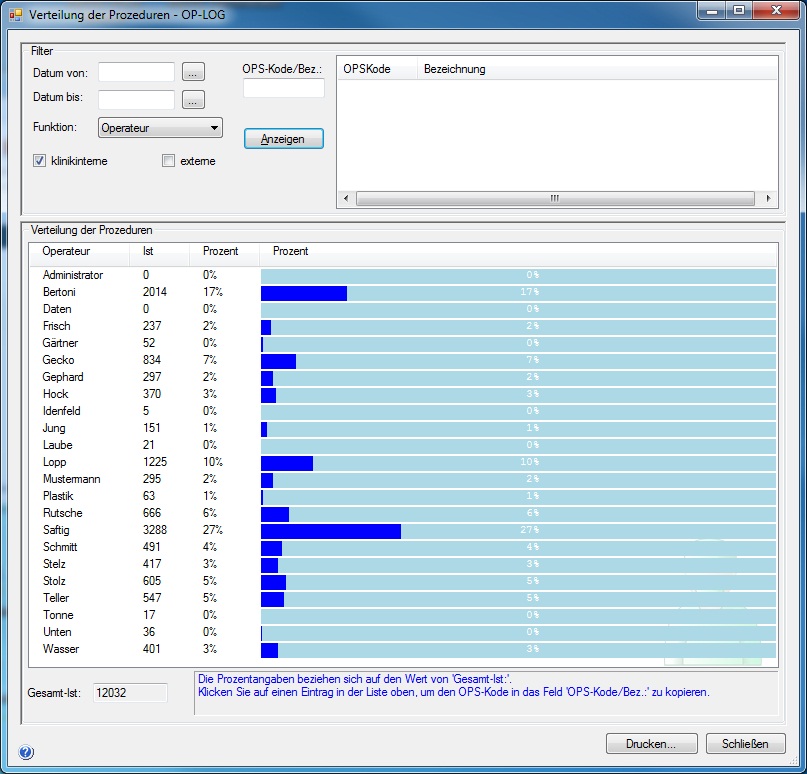 Verteilung der Prozeduren - OP-LOG
Filter
Datum von: ...
Datum bis: ...
Funktion: Operateur
klinikinterne externe
OPS-Kode/Bez.:
Anzeigen
OPSKode Bezeichnung
Verteilung der Prozeduren
Operateur Ist Prozent Prozent
Administrator 0 0% 0%
Bertoni 2014 17% 17%
Daten 0 0% 0%
Frisch 237 2% 2%
Gärtner 52 0% 0%
Gecko 834 7% 7%
Gephard 297 2% 2%
Hock 370 3% 3%
Idenfeld 5 0% 0%
Jung 151 1% 1%
Laube 21 0% 0%
Lopp 1225 10% 10%
Mustermann 295 2% 2%
Plastik 63 1% 1%
Rutsche 666 6% 6%
Saftig 3288 27% 27%
Schmitt 491 4% 4%
Stelz 417 3% 3%
Stolz 605 5% 5%
Teller 547 5% 5%
Tonne 17 0% 0%
Unten 36 0% 0%
Wasser 401 3% 3%
Gesamt-Ist: 12032
Die Prozentangaben beziehen sich auf den Wert von 'Gesamt-Ist:'.
Klicken Sie auf einen Eintrag in der Liste oben, um den OPS-Kode in das Feld 'OPS-Kode/Bez.:' zu kopieren.
Drucken... Schließen